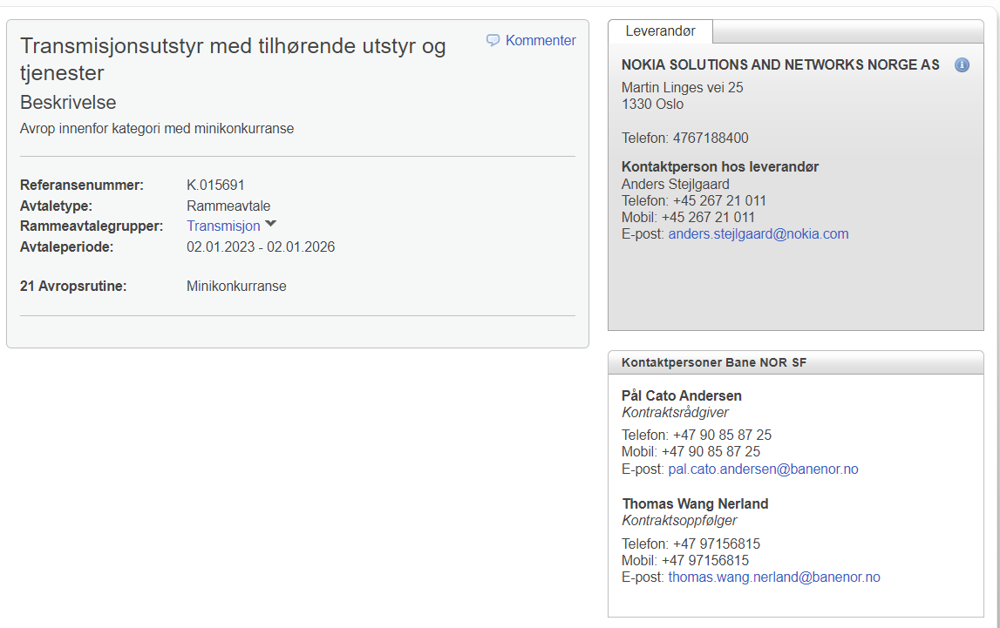 Transmisjonsutstyr med tilhørende utstyr og
tjenester
Kommenter
Beskrivelse
Avrop innenfor kategori med minikonkurranse
Referansenummer: K.015691
Avtaletype: Rammeavtale
Rammeavtalegrupper: Transmisjon
Avtaleperiode: 02.01.2023 - 02.01.2026
21 Avropsrutine: Minikonkurranse
Leverandør
NOKIA SOLUTIONS AND NETWORKS NORGE AS
Martin Linges vei 25
1330 Oslo
Telefon: 4767188400
Kontaktperson hos leverandør
Anders Stejlgaard
Telefon: +45 267 21 011
Mobil: +45 267 21 011
E-post: anders.stejlgaard@nokia.com
Kontaktpersoner Bane NOR SF
Pål Cato Andersen
Kontraktsrådgiver
Telefon: +47 90 85 87 25
Mobil: +47 90 85 87 25
E-post: pal.cato.andersen@banenor.no
Thomas Wang Nerland
Kontraktsoppfølger
Telefon: +47 97156815
Mobil: +47 97156815
E-post: thomas.wang.nerland@banenor.no